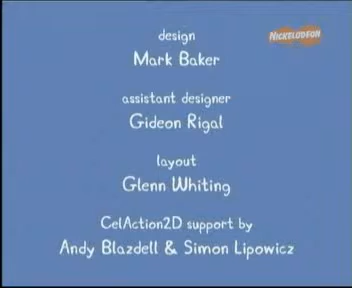 design
NICKELODEON
Mark Baker
assistant designer
Gideon Rigal
layout
Glenn Whiting
CelAction2D support by
Andy Blazdell & Simon Lipowicz